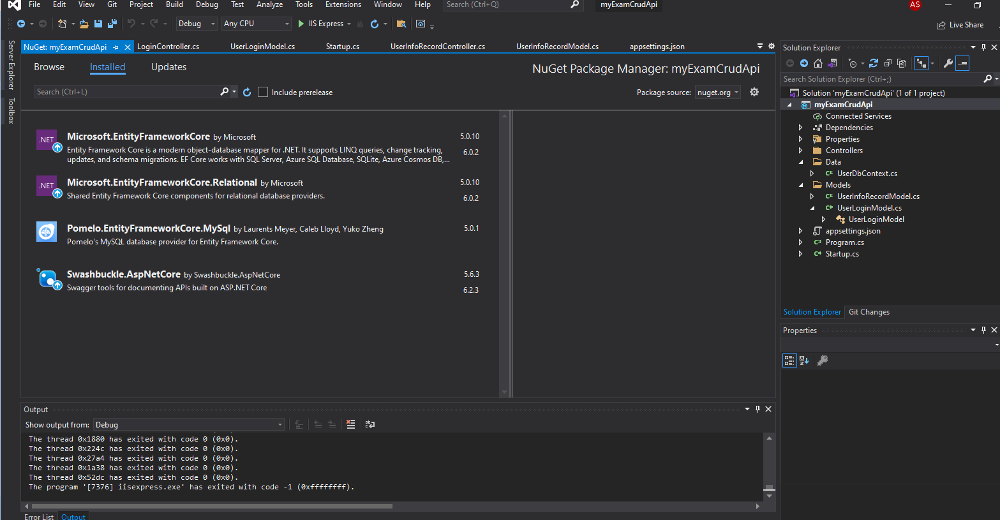 File Edit View Git Project Build Debug Test Analyze Tools Extensions Window Help Search (Ctrl+Q) myExamCrudApi AS
Debug Any CPU IIS Express Live Share
Server Explorer
Toolbox
NuGet: myExamCrudApi LoginController.cs UserLoginModel.cs Startup.cs UserInfoRecordController.cs UserInfoRecordModel.cs appsettings.json
Browse Installed Updates NuGet Package Manager: myExamCrudApi
Search (Ctrl+L) Include prerelease Package source: nuget.org
.NET Microsoft.EntityFrameworkCore by Microsoft 5.0.10
Entity Framework Core is a modern object-database mapper for .NET. It supports LINQ queries, change tracking, 6.0.2
updates, and schema migrations. EF Core works with SQL Server, Azure SQL Database, SQLite, Azure Cosmos DB,...
.NET Microsoft.EntityFrameworkCore.Relational by Microsoft 5.0.10
Shared Entity Framework Core components for relational database providers. 6.0.2
Pomelo.EntityFrameworkCore.MySql by Laurents Meyer, Caleb Lloyd, Yuko Zheng 5.0.1
Pomelo's MySQL database provider for Entity Framework Core.
Swashbuckle.AspNetCore by Swashbuckle.AspNetCore 5.6.3
Swagger tools for documenting APIs built on ASP.NET Core 6.2.3
Output
Show output from: Debug
The thread 0x1880 has exited with code 0 (0x0).
The thread 0x224c has exited with code 0 (0x0).
The thread 0x27a4 has exited with code 0 (0x0).
The thread 0x1a38 has exited with code 0 (0x0).
The thread 0x52dc has exited with code 0 (0x0).
The program '[7376] iisexpress.exe' has exited with code -1 (0xffffffff).
Error List Output
Solution Explorer
Search Solution Explorer (Ctrl+;)
Solution 'myExamCrudApi' (1 of 1 project)
myExamCrudApi
Connected Services
Dependencies
Properties
C# Controllers
Data
C# UserDbContext.cs
Models
C# UserInfoRecordModel.cs
C# UserLoginModel.cs
UserLoginModel
appsettings.json
C# Program.cs
C# Startup.cs
Solution Explorer Git Changes
Properties